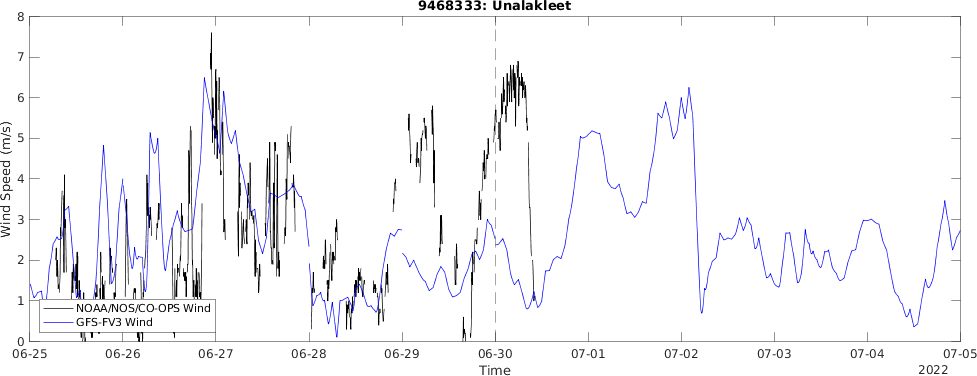 9468333: Unalakleet
8
7
6
5
4
3
2
1
0
Wind Speed (m/s)
NOAA/NOS/CO-OPS Wind
GFS-FV3 Wind
06-25 06-26 06-27 06-28 06-29 06-30 07-01 07-02 07-03 07-04 07-05
Time
2022